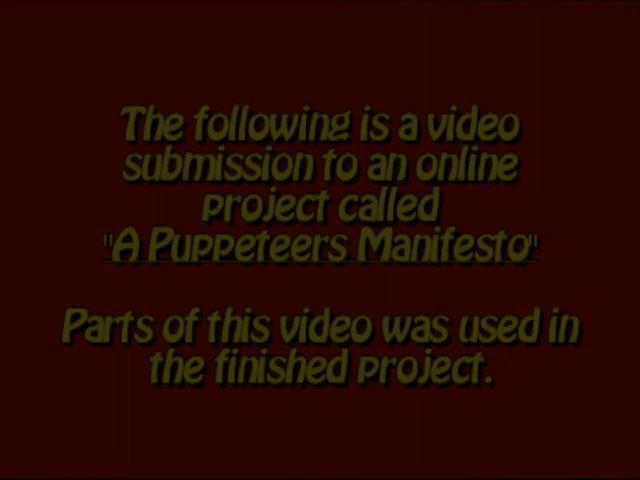 The following is a video
submission to an online
project called
"A Puppeteers Manifesto"
Parts of this video was used in
the finished project.